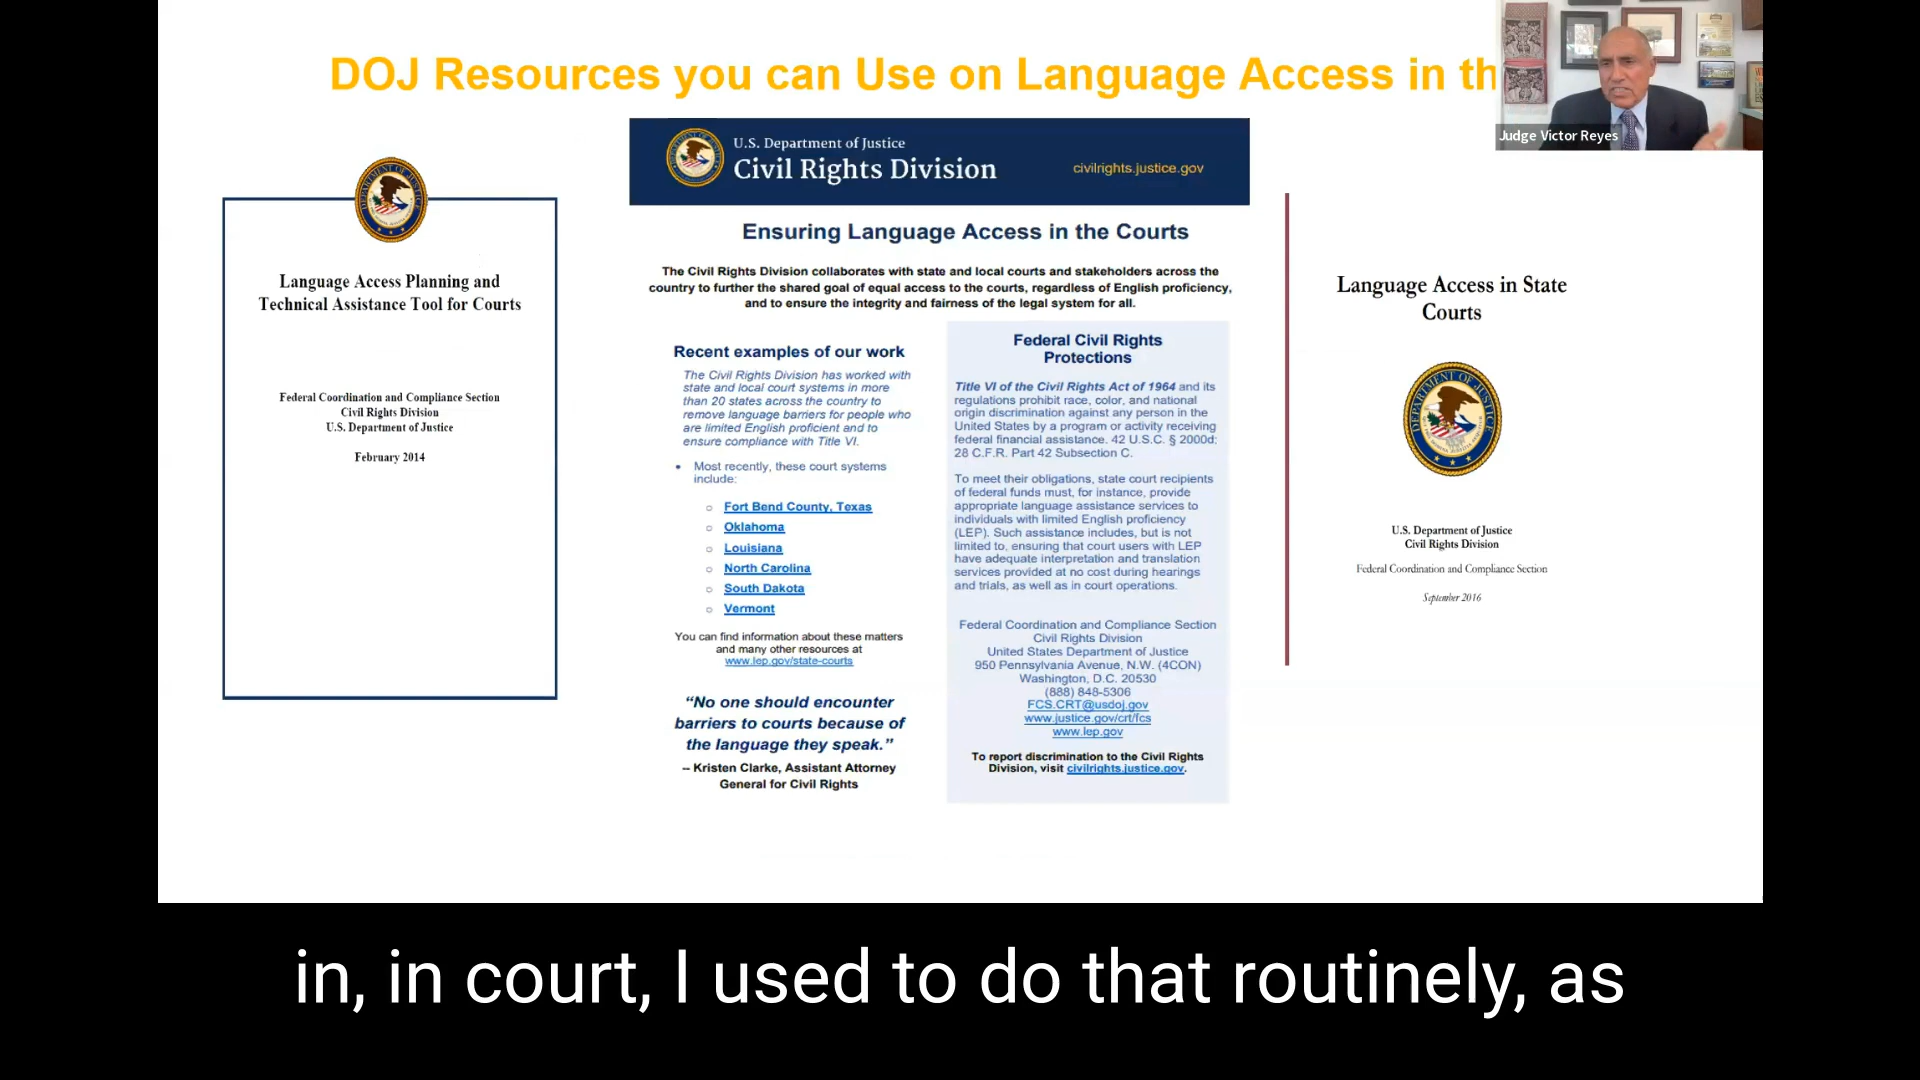 DOJ Resources you can Use on Language Access in th
Judge Victor Reyes
Language Access Planning and
Technical Assistance Tool for Courts
Federal Coordination and Compliance Section
Civil Rights Division
U.S. Department of Justice
February 2014
U.S. Department of Justice
Civil Rights Division
civilrights.justice.gov
Ensuring Language Access in the Courts
The Civil Rights Division collaborates with state and local courts and stakeholders across the
country to further the shared goal of equal access to the courts, regardless of English proficiency,
and to ensure the integrity and fairness of the legal system for all.
Recent examples of our work
The Civil Rights Division has worked with
state and local court systems in more
than 20 states across the country to
remove language barriers for people who
are limited English proficient and to
ensure compliance with Title VI.
• Most recently, these court systems
include:
○ Fort Bend County, Texas
○ Oklahoma
○ Louisiana
○ North Carolina
○ South Dakota
○ Vermont
You can find information about these matters
and many other resources at
www.lep.gov/state-courts
“No one should encounter
barriers to courts because of
the language they speak.”
-- Kristen Clarke, Assistant Attorney
General for Civil Rights
Federal Civil Rights
Protections
Title VI of the Civil Rights Act of 1964 and its
regulations prohibit race, color, and national
origin discrimination against any person in the
United States by a program or activity receiving
federal financial assistance. 42 U.S.C. § 2000d;
28 C.F.R. Part 42 Subsection C.
To meet their obligations, state court recipients
of federal funds must, for instance, provide
appropriate language assistance services to
individuals with limited English proficiency
(LEP). Such assistance includes, but is not
limited to, ensuring that court users with LEP
have adequate interpretation and translation
services provided at no cost during hearings
and trials, as well as in court operations.
Federal Coordination and Compliance Section
Civil Rights Division
United States Department of Justice
950 Pennsylvania Avenue, N.W. (4CON)
Washington, D.C. 20530
(888) 848-5306
FCS.CRT@usdoj.gov
www.justice.gov/crt/fcs
www.lep.gov
To report discrimination to the Civil Rights
Division, visit civilrights.justice.gov.
Language Access in State
Courts
DEPARTMENT OF JUSTICE
U.S. Department of Justice
Civil Rights Division
Federal Coordination and Compliance Section
September 2016
in, in court, I used to do that routinely, as